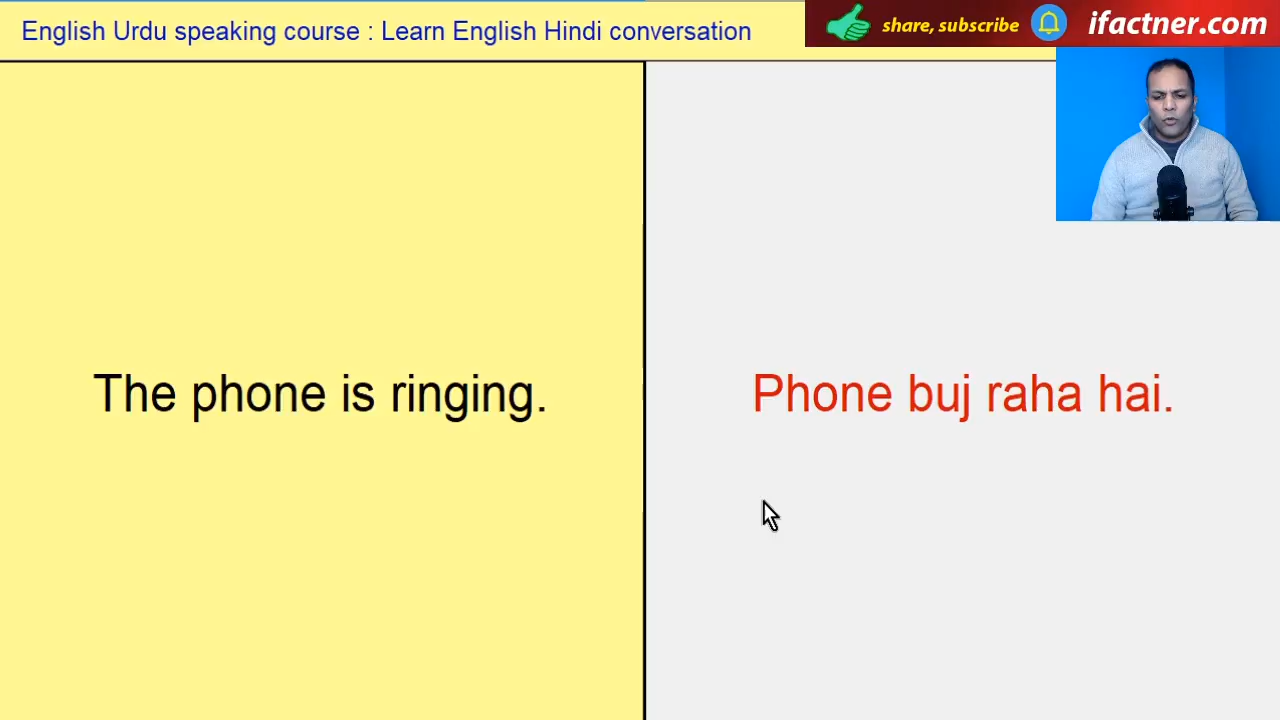 English Urdu speaking course : Learn English Hindi conversation
share, subscribe
ifactner.com
The phone is ringing.
Phone buj raha hai.